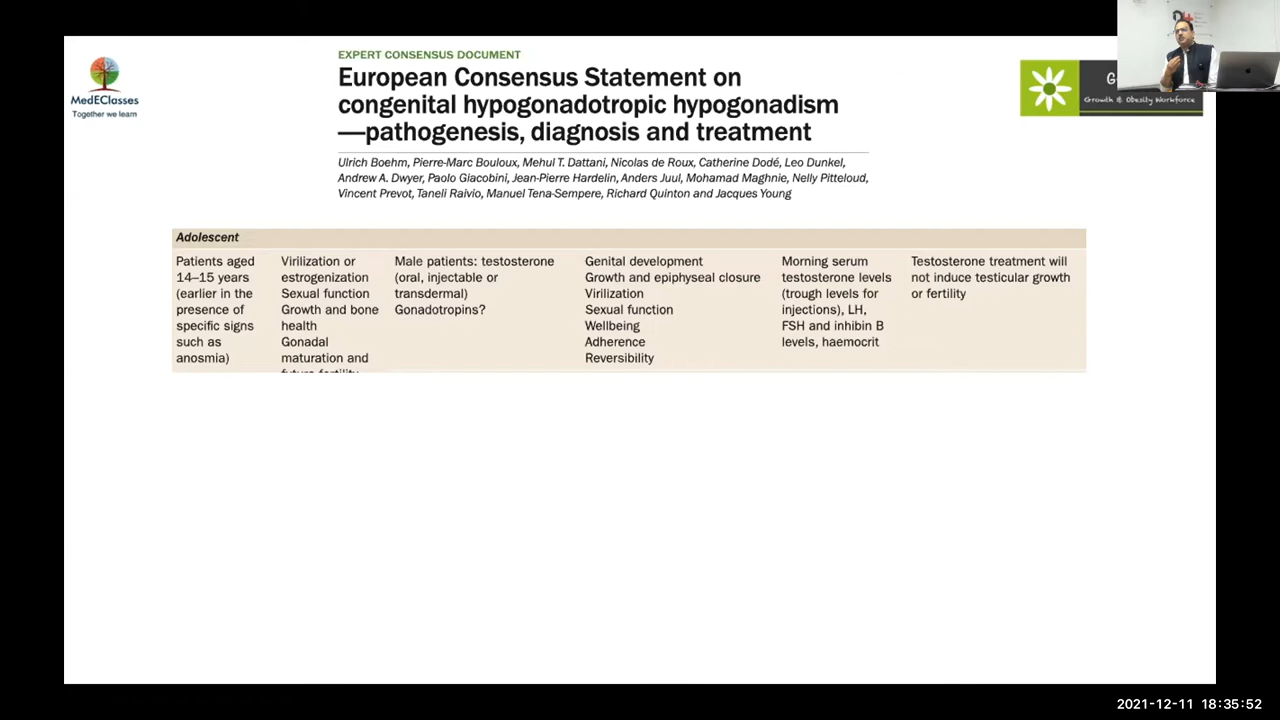 MedEClasses
Together we learn
EXPERT CONSENSUS DOCUMENT
European Consensus Statement on
congenital hypogonadotropic hypogonadism
—pathogenesis, diagnosis and treatment
Ulrich Boehm, Pierre-Marc Bouloux, Mehul T. Dattani, Nicolas de Roux, Catherine Dodé, Leo Dunkel,
Andrew A. Dwyer, Paolo Giacobini, Jean-Pierre Hardelin, Anders Juul, Mohamad Maghnie, Nelly Pitteloud,
Vincent Prevot, Taneli Raivio, Manuel Tena-Sempere, Richard Quinton and Jacques Young
G
Growth & Obesity Workforce
Adolescent
Patients aged
14–15 years
(earlier in the
presence of
specific signs
such as
anosmia)
Virilization or
estrogenization
Sexual function
Growth and bone
health
Gonadal
maturation and
future fertility
Male patients: testosterone
(oral, injectable or
transdermal)
Gonadotropins?
Genital development
Growth and epiphyseal closure
Virilization
Sexual function
Wellbeing
Adherence
Reversibility
Morning serum
testosterone levels
(trough levels for
injections), LH,
FSH and inhibin B
levels, haemocrit
Testosterone treatment will
not induce testicular growth
or fertility
2021-12-11 18:35:52